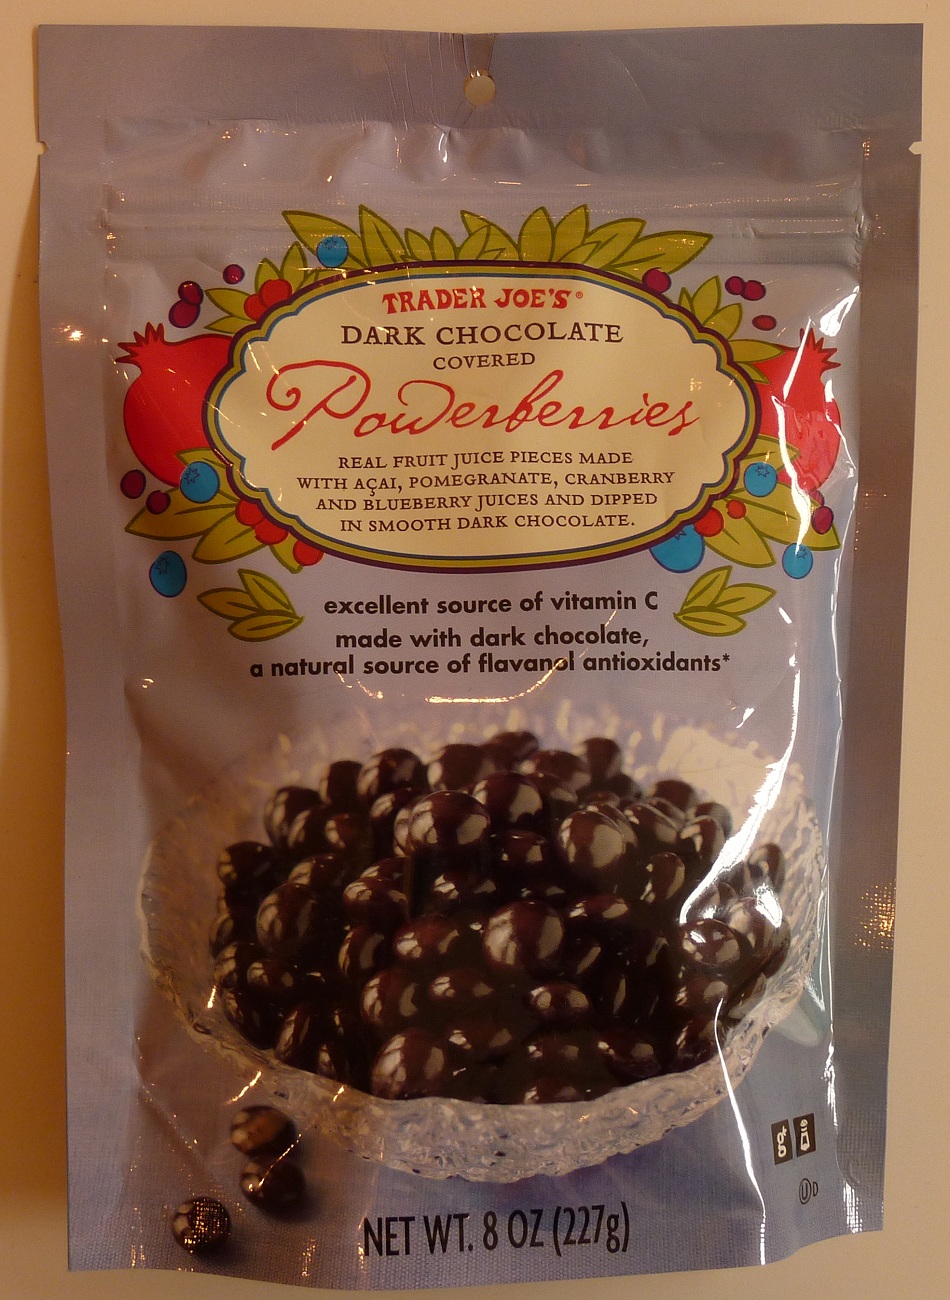 TRADER JOE'S®
DARK CHOCOLATE
COVERED
Powerberries
REAL FRUIT JUICE PIECES MADE
WITH AÇAI, POMEGRANATE, CRANBERRY
AND BLUEBERRY JUICES AND DIPPED
IN SMOOTH DARK CHOCOLATE.
excellent source of vitamin C
made with dark chocolate,
a natural source of flavanol antioxidants*
U D
NET WT. 8 OZ (227g)